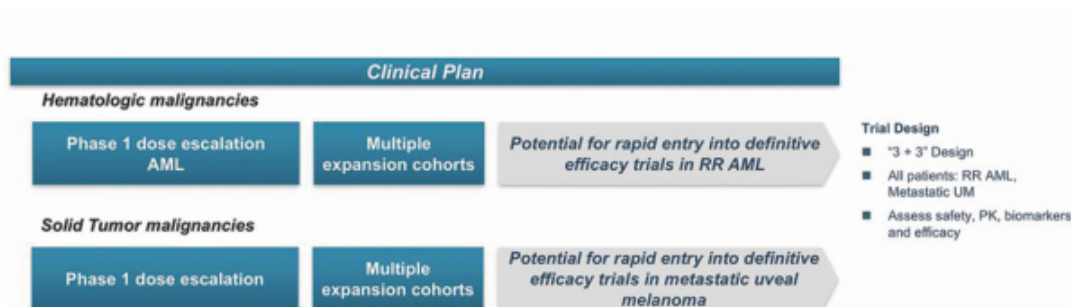 Clinical Plan
Hematologic malignancies
Phase 1 dose escalation
AML
Multiple
expansion cohorts
Potential for rapid entry into definitive
efficacy trials in RR AML
Solid Tumor malignancies
Phase 1 dose escalation
Multiple
expansion cohorts
Potential for rapid entry into definitive
efficacy trials in metastatic uveal
melanoma
Trial Design
■ "3 + 3" Design
■ All patients: RR AML,
Metastatic UM
■ Assess safety, PK, biomarkers
and efficacy